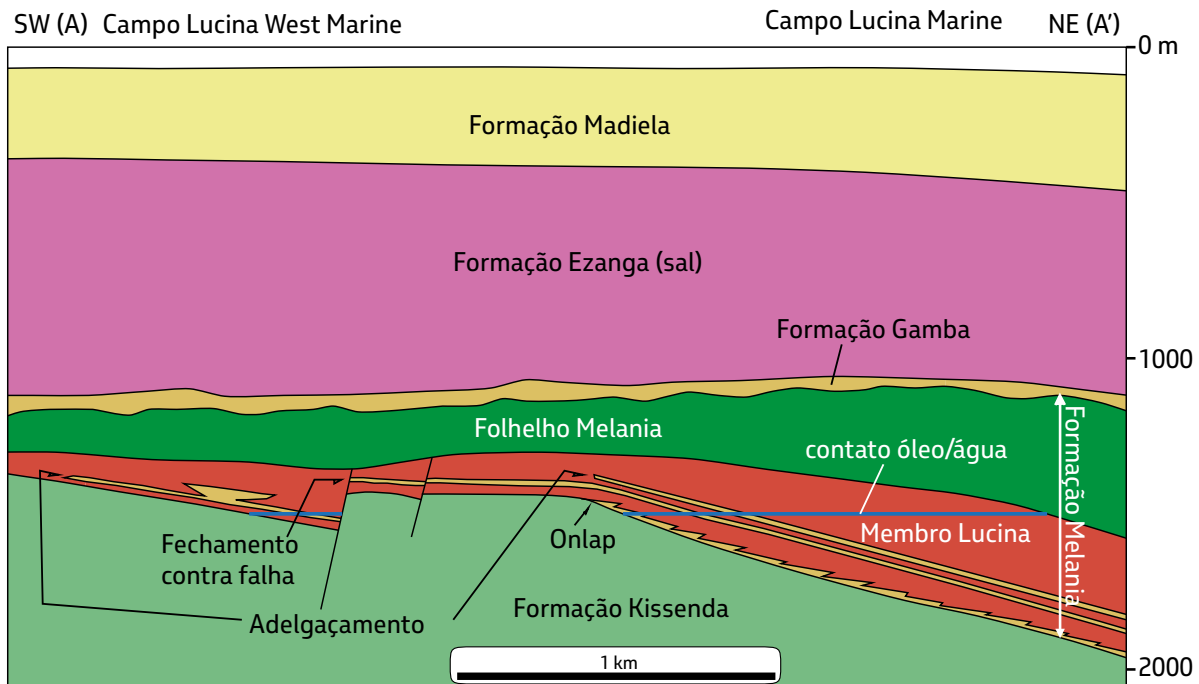 SW (A) Campo Lucina West Marine
Campo Lucina Marine
NE (A')
0 m
Formação Madiela
Formação Ezanga (sal)
Formação Gamba
1000
Folhelho Melania
contato óleo/água
Formação Melania
Membro Lucina
Fechamento
contra falha
Onlap
Adelgaçamento
Formação Kissenda
1 km
2000